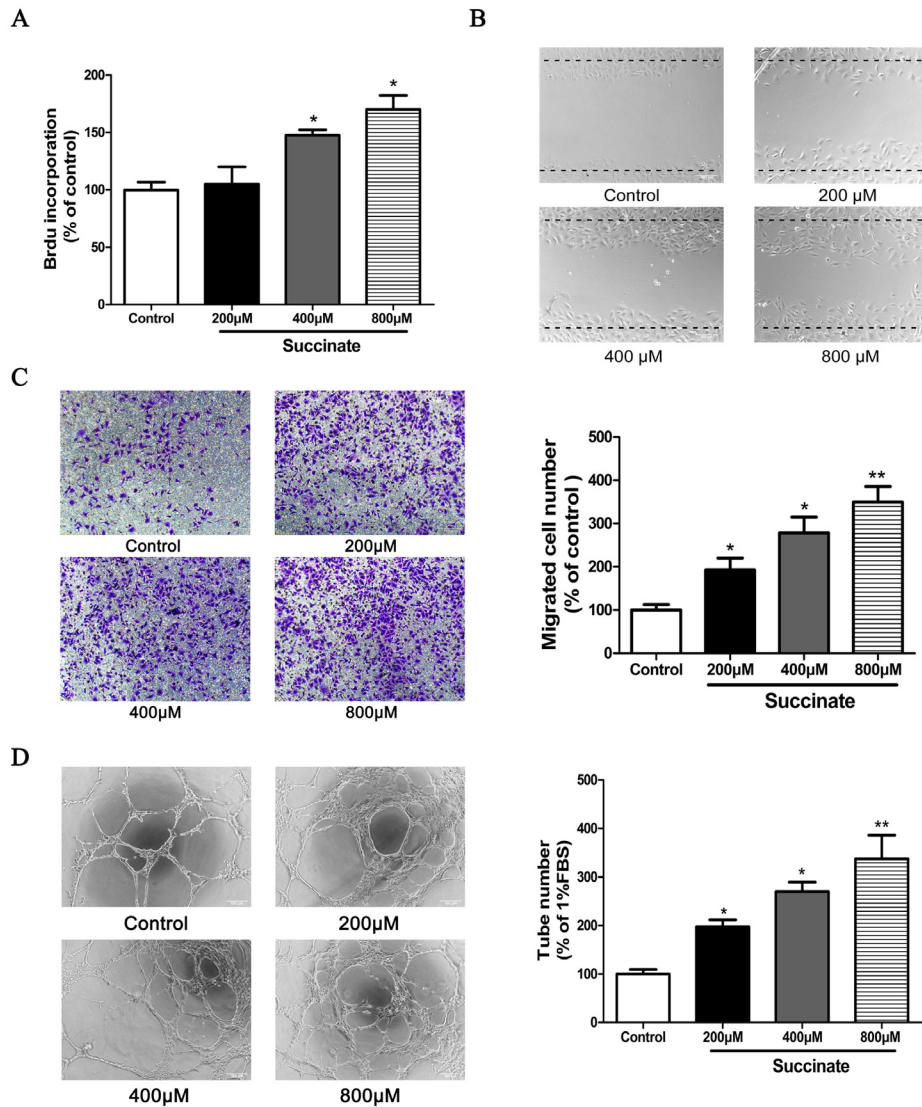 A
Brdu incorporation
(% of control)
200
150
100
50
0
*
*
Control
200μM
400μM
800μM
Succinate
B
Control
200 μM
400 μM
800 μM
C
Control
200μM
400μM
800μM
Migrated cell number
(% of control )
500
400
300
200
100
0
*
*
**
Control
200μM
400μM
800μM
Succinate
D
Control
200μM
400μM
800μM
Tube number
(% of 1%FBS)
500
400
300
200
100
0
*
*
**
Control
200μM
400μM
800μM
Succinate